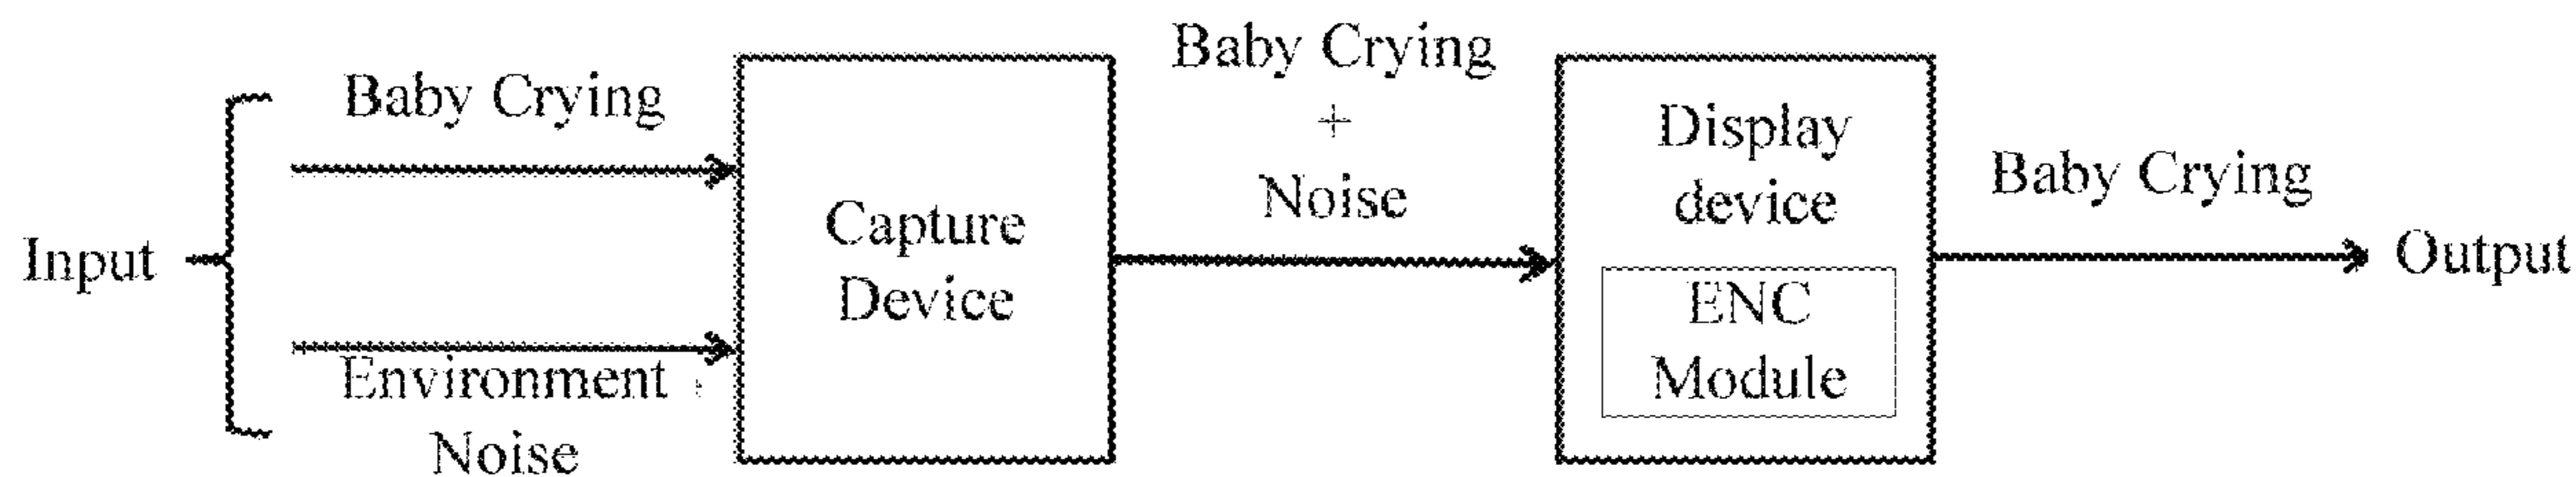 Input
Baby Crying
Environment
Noise
Capture
Device
Baby Crying
+
Noise
Display
device
ENC
Module
Baby Crying
Output